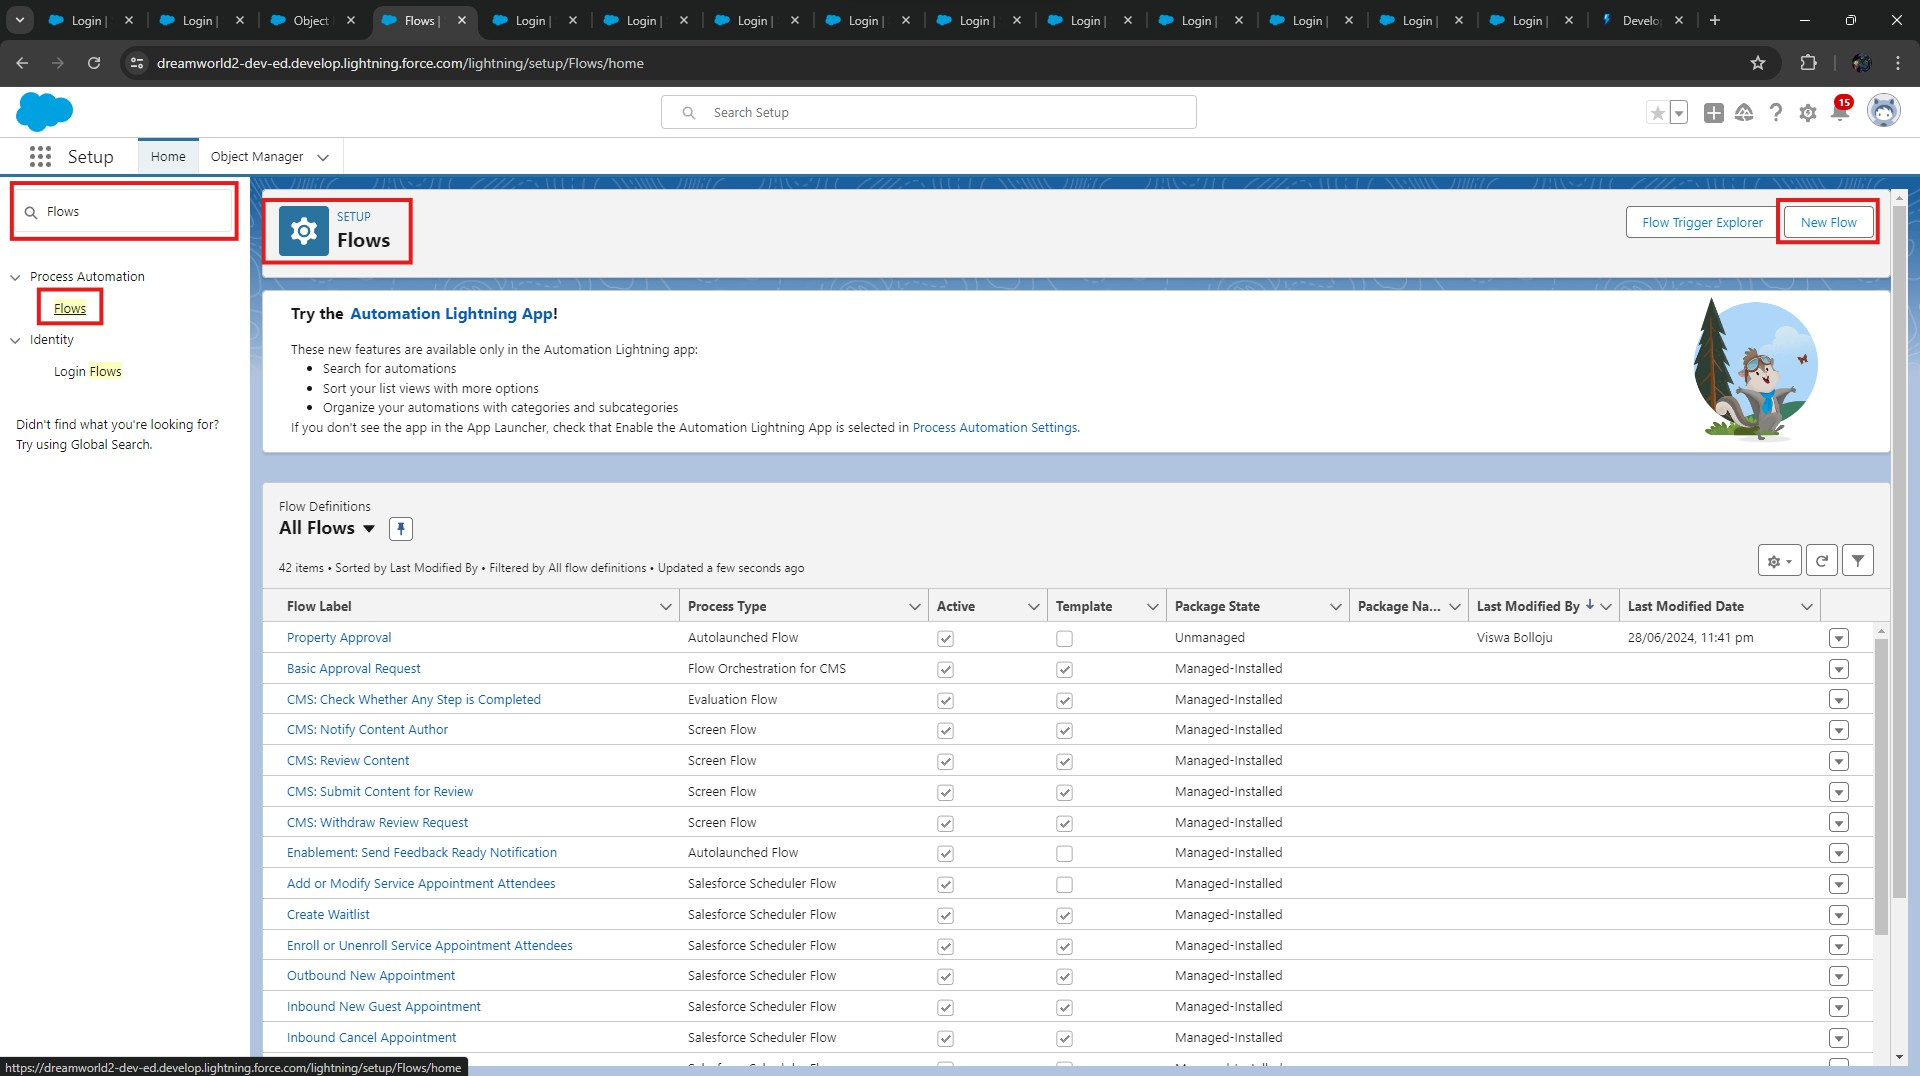 Login |
Login |
Object
Flows |
Login |
Login |
Login |
Login |
Login |
Login |
Login |
Login |
Login |
Login |
Develo
dreamworld2-dev-ed.develop.lightning.force.com/lightning/setup/Flows/home
Search Setup
15
Setup
Home
Object Manager
Flows
Process Automation
Flows
Identity
Login Flows
Didn't find what you're looking for?
Try using Global Search.
SETUP
Flows
Flow Trigger Explorer
New Flow
Try the Automation Lightning App!
These new features are available only in the Automation Lightning app:
• Search for automations
• Sort your list views with more options
• Organize your automations with categories and subcategories
If you don't see the app in the App Launcher, check that Enable the Automation Lightning App is selected in Process Automation Settings.
Flow Definitions
All Flows
42 items • Sorted by Last Modified By • Filtered by All flow definitions • Updated a few seconds ago
Flow Label Process Type Active Template Package State Package Na... Last Modified By Last Modified Date
Property Approval Autolaunched Flow Unmanaged Viswa Bolloju 28/06/2024, 11:41 pm
Basic Approval Request Flow Orchestration for CMS Managed-Installed
CMS: Check Whether Any Step is Completed Evaluation Flow Managed-Installed
CMS: Notify Content Author Screen Flow Managed-Installed
CMS: Review Content Screen Flow Managed-Installed
CMS: Submit Content for Review Screen Flow Managed-Installed
CMS: Withdraw Review Request Screen Flow Managed-Installed
Enablement: Send Feedback Ready Notification Autolaunched Flow Managed-Installed
Add or Modify Service Appointment Attendees Salesforce Scheduler Flow Managed-Installed
Create Waitlist Salesforce Scheduler Flow Managed-Installed
Enroll or Unenroll Service Appointment Attendees Salesforce Scheduler Flow Managed-Installed
Outbound New Appointment Salesforce Scheduler Flow Managed-Installed
Inbound New Guest Appointment Salesforce Scheduler Flow Managed-Installed
Inbound Cancel Appointment Salesforce Scheduler Flow Managed-Installed
https://dreamworld2-dev-ed.develop.lightning.force.com/lightning/setup/Flows/home